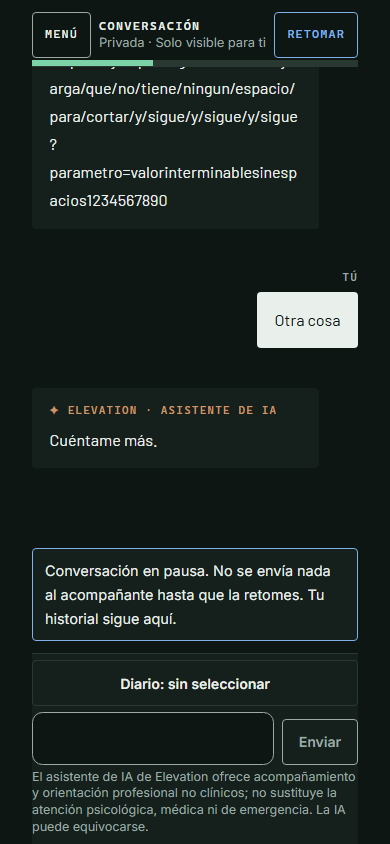 MENÚ
CONVERSACIÓN
Privada · Solo visible para ti
RETOMAR
arga/que/no/tiene/ningun/espacio/
para/cortar/y/sigue/y/sigue/y/sigue
?
parametro=valorinterminablesinesp
acios1234567890
TÚ
Otra cosa
✦ ELEVATION · ASISTENTE DE IA
Cuéntame más.
Conversación en pausa. No se envía nada
al acompañante hasta que la retomes. Tu
historial sigue aquí.
Diario: sin seleccionar
Enviar
El asistente de IA de Elevation ofrece acompañamiento
y orientación profesional no clínicos; no sustituye la
atención psicológica, médica ni de emergencia. La IA
puede equivocarse.